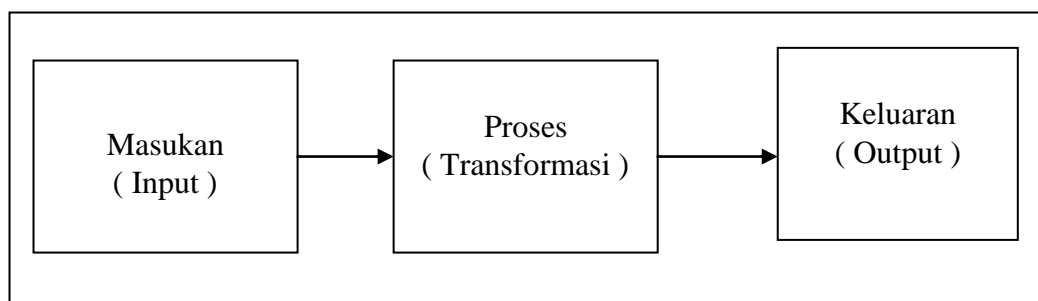 Masukan
( Input )
Proses
( Transformasi )
Keluaran
( Output )